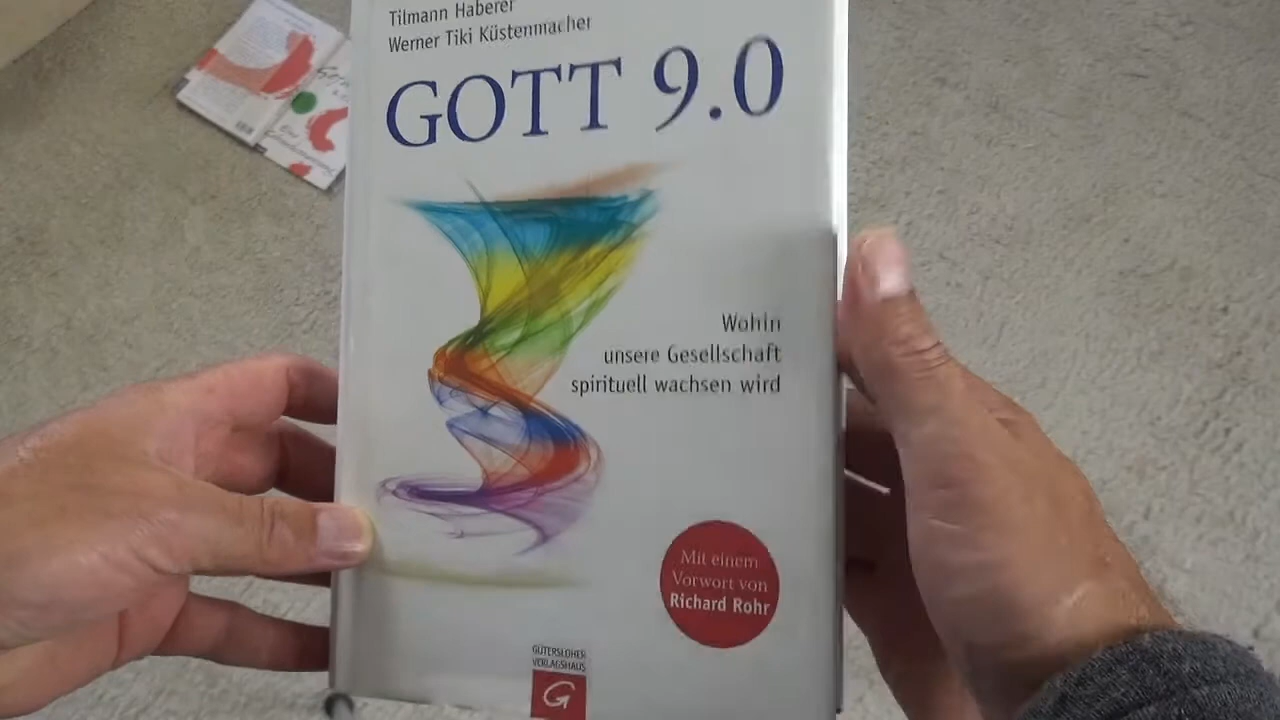 Tilmann Haberer
Werner Tiki Küstenmacher
GOTT 9.0
Wohin
unsere Gesellschaft
spirituell wachsen wird
Mit einem
Vorwort von
Richard Rohr
GÜTERSLOHER
VERLAGSHAUS
G